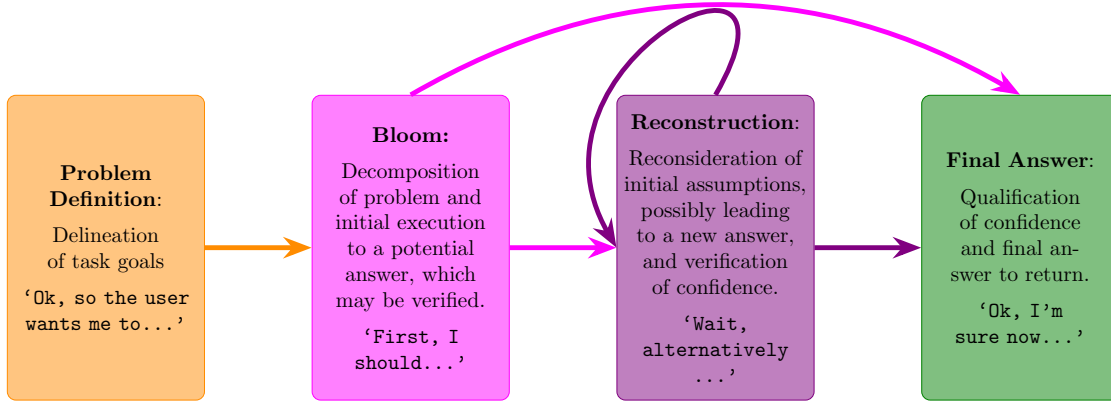 Problem
Definition:
Delineation
of task goals
‘Ok, so the user
wants me to...’
Bloom:
Decomposition
of problem and
initial execution
to a potential
answer, which
may be verified.
‘First, I
should...’
Reconstruction:
Reconsideration of
initial assumptions,
possibly leading
to a new answer,
and verification
of confidence.
‘Wait,
alternatively
...’
Final Answer:
Qualification
of confidence
and final an-
swer to return.
‘Ok, I'm
sure now...’